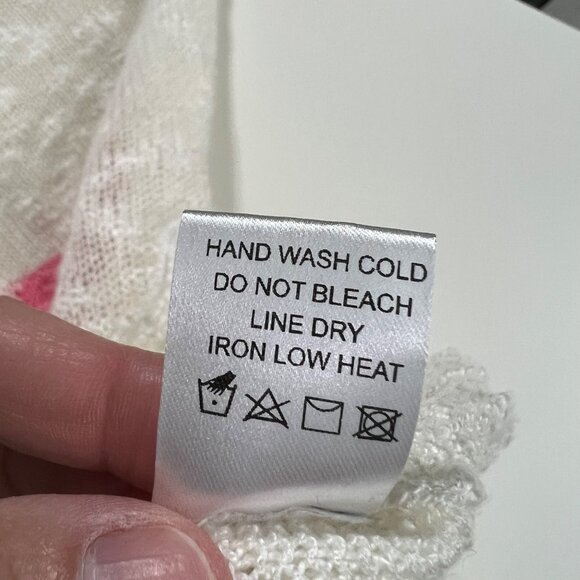 HAND WASH COLD
DO NOT BLEACH
LINE DRY
IRON LOW HEAT